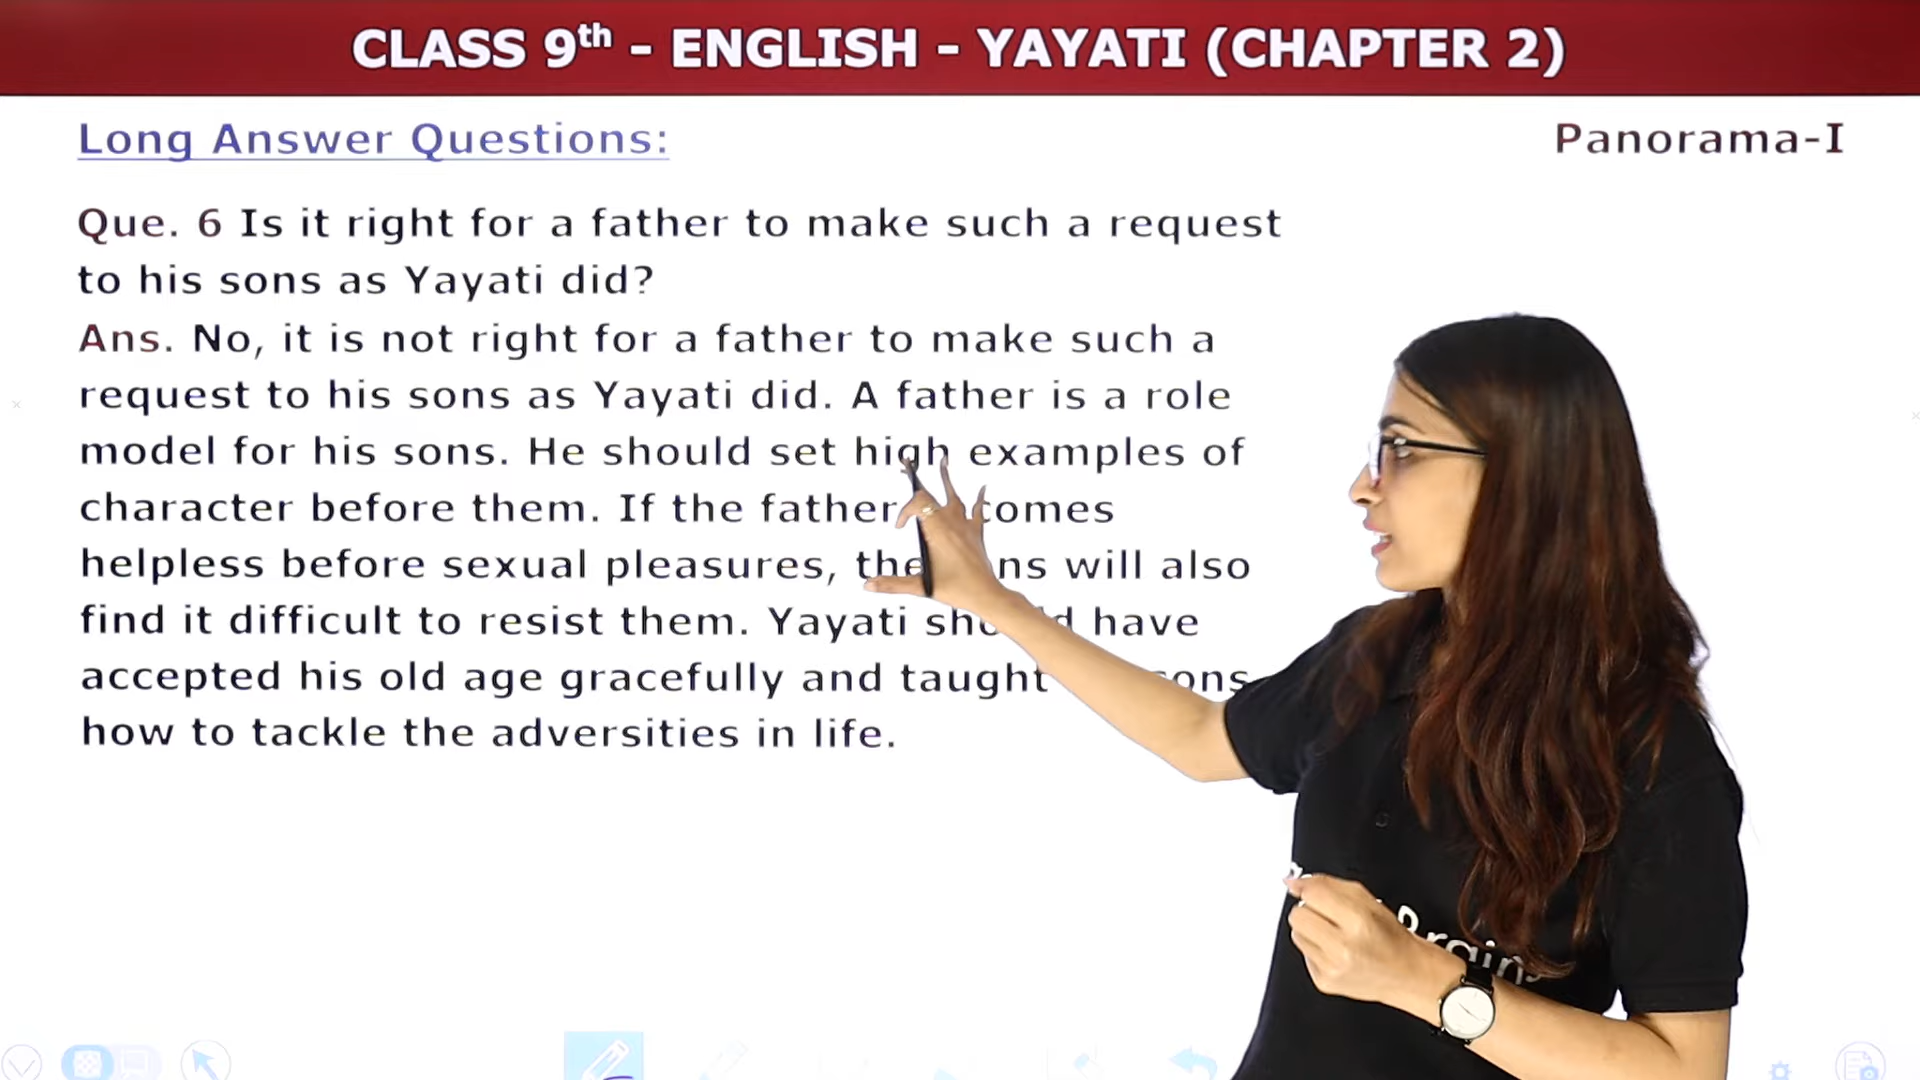 CLASS 9th - ENGLISH - YAYATI (CHAPTER 2)
Long Answer Questions:
Panorama-I
Que. 6 Is it right for a father to make such a request
to his sons as Yayati did?
Ans. No, it is not right for a father to make such a
request to his sons as Yayati did. A father is a role
model for his sons. He should set high examples of
character before them. If the father
helpless before sexual pleasures, the will also
find it difficult to resist them. Yayati should have
accepted his old age gracefully and taught sons
how to tackle the adversities in life.